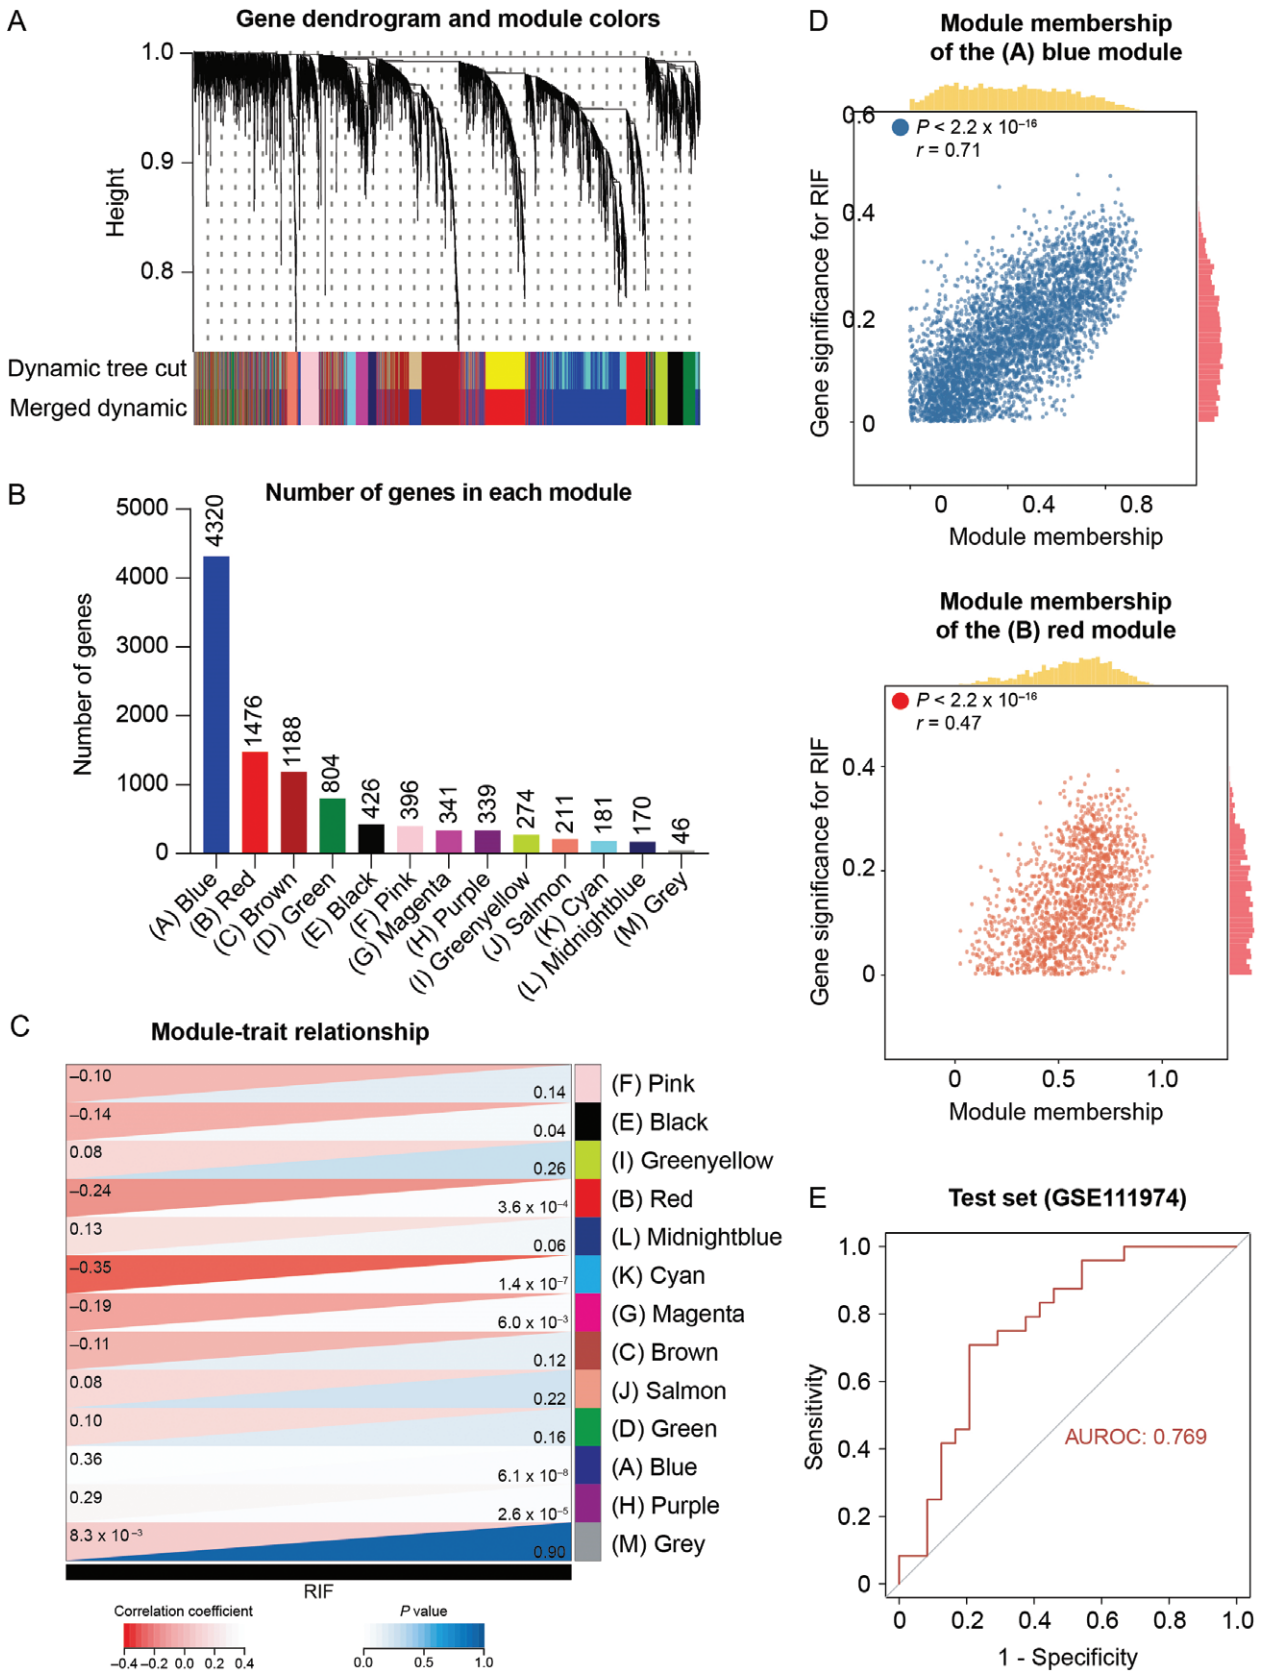 A
Gene dendrogram and module colors
1.0
0.9
0.8
Height
Dynamic tree cut
Merged dynamic
B
Number of genes in each module
5000
4000
3000
2000
1000
0
Number of genes
4320
1476
1188
804
426
396
341
339
274
211
181
170
46
(A) Blue
(B) Red
(C) Brown
(D) Green
(E) Black
(F) Pink
(G) Magenta
(H) Purple
(I) Greenyellow
(J) Salmon
(K) Cyan
(L) Midnightblue
(M) Grey
C
Module-trait relationship
–0.10 0.14 (F) Pink
–0.14 0.04 (E) Black
0.08 0.26 (I) Greenyellow
–0.24 3.6 x 10⁻⁴ (B) Red
0.13 0.06 (L) Midnightblue
–0.35 1.4 x 10⁻⁷ (K) Cyan
–0.19 6.0 x 10⁻³ (G) Magenta
–0.11 0.12 (C) Brown
0.08 0.22 (J) Salmon
0.10 0.16 (D) Green
0.36 6.1 x 10⁻⁸ (A) Blue
0.29 2.6 x 10⁻⁵ (H) Purple
8.3 x 10⁻³ 0.90 (M) Grey
RIF
Correlation coefficient
–0.4 –0.2 0.0 0.2 0.4
P value
0.0 0.5 1.0
D
Module membership
of the (A) blue module
P < 2.2 x 10⁻¹⁶
r = 0.71
0.6
0.4
0.2
0
Gene significance for RIF
0 0.4 0.8
Module membership
Module membership
of the (B) red module
P < 2.2 x 10⁻¹⁶
r = 0.47
0.4
0.2
0
Gene significance for RIF
0 0.5 1.0
Module membership
E
Test set (GSE111974)
1.0
0.8
0.6
0.4
0.2
0
Sensitivity
AUROC: 0.769
0 0.2 0.4 0.6 0.8 1.0
1 - Specificity